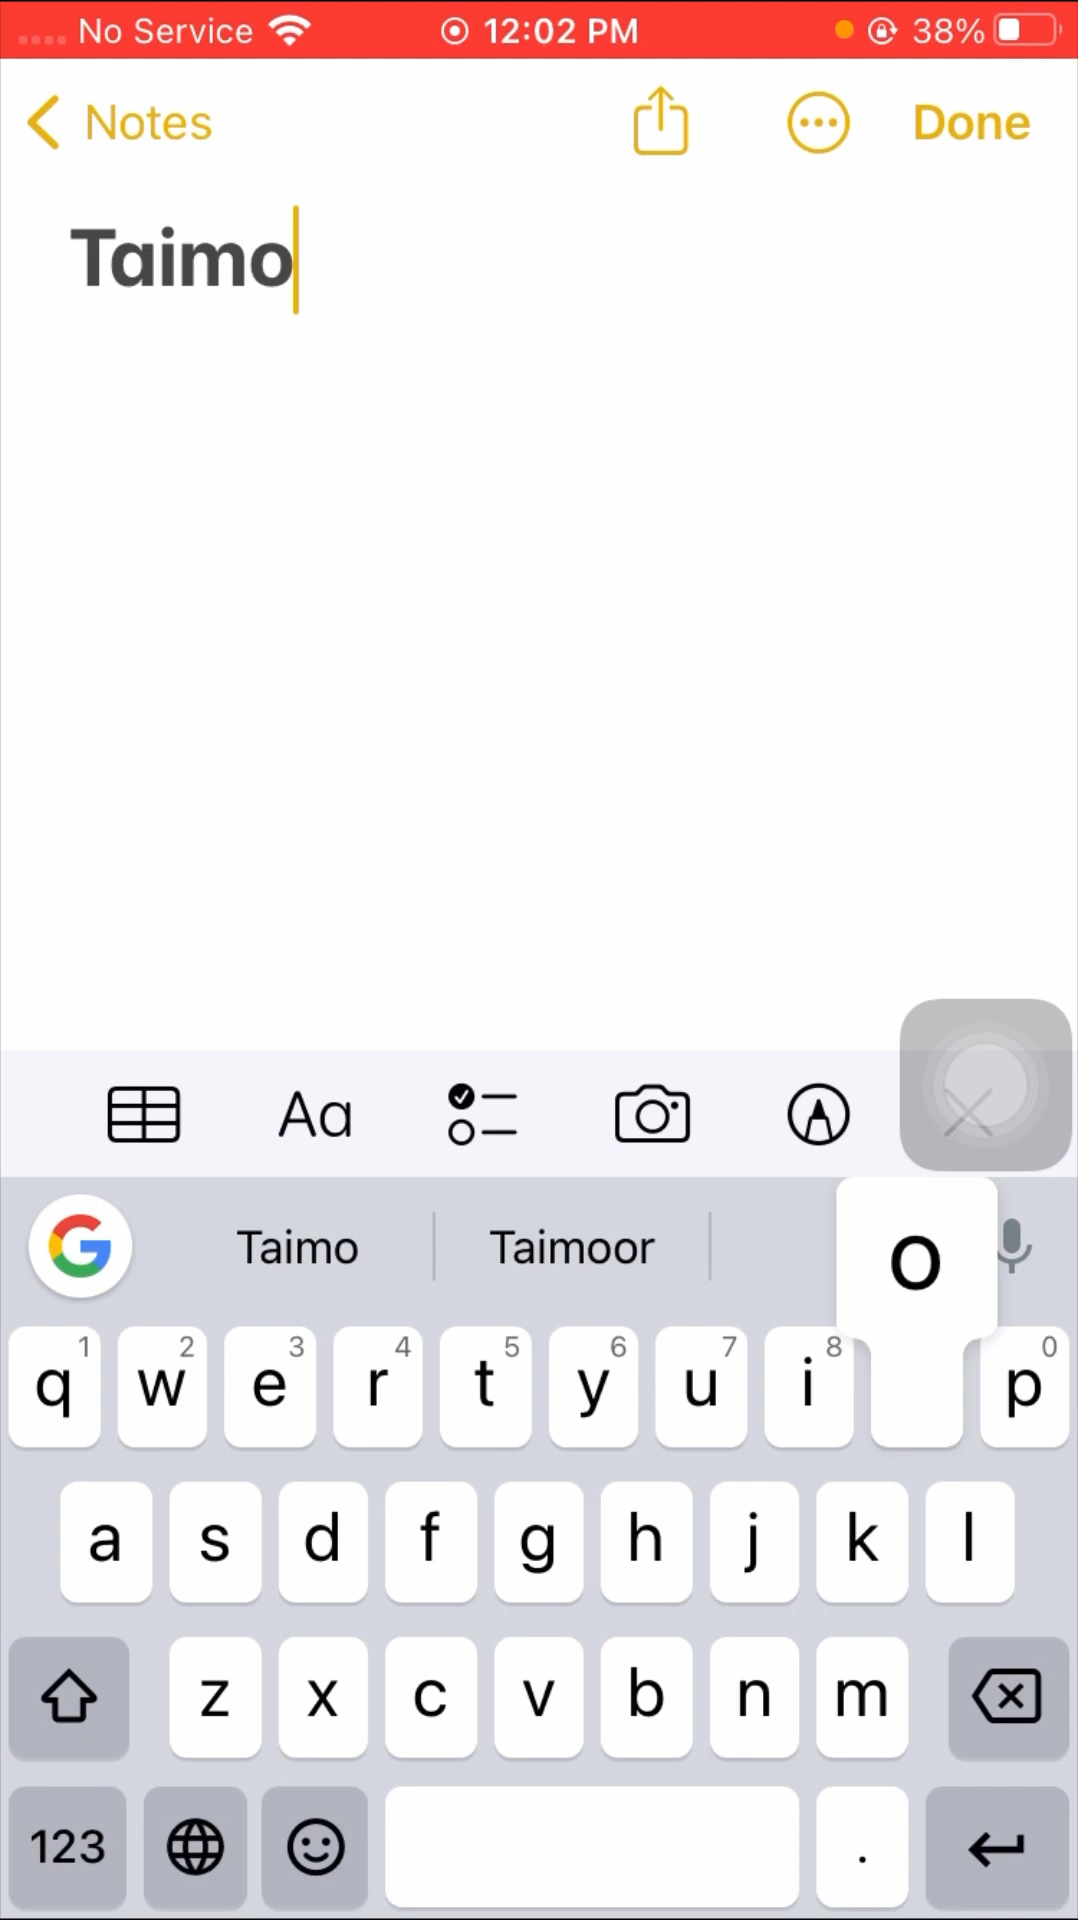 No Service 12:02 PM 38%
Notes Done
Taimo
Aa
Taimo Taimoor
o
1 2 3 4 5 6 7 8 0
q w e r t y u i p
a s d f g h j k l
z x c v b n m
123 .